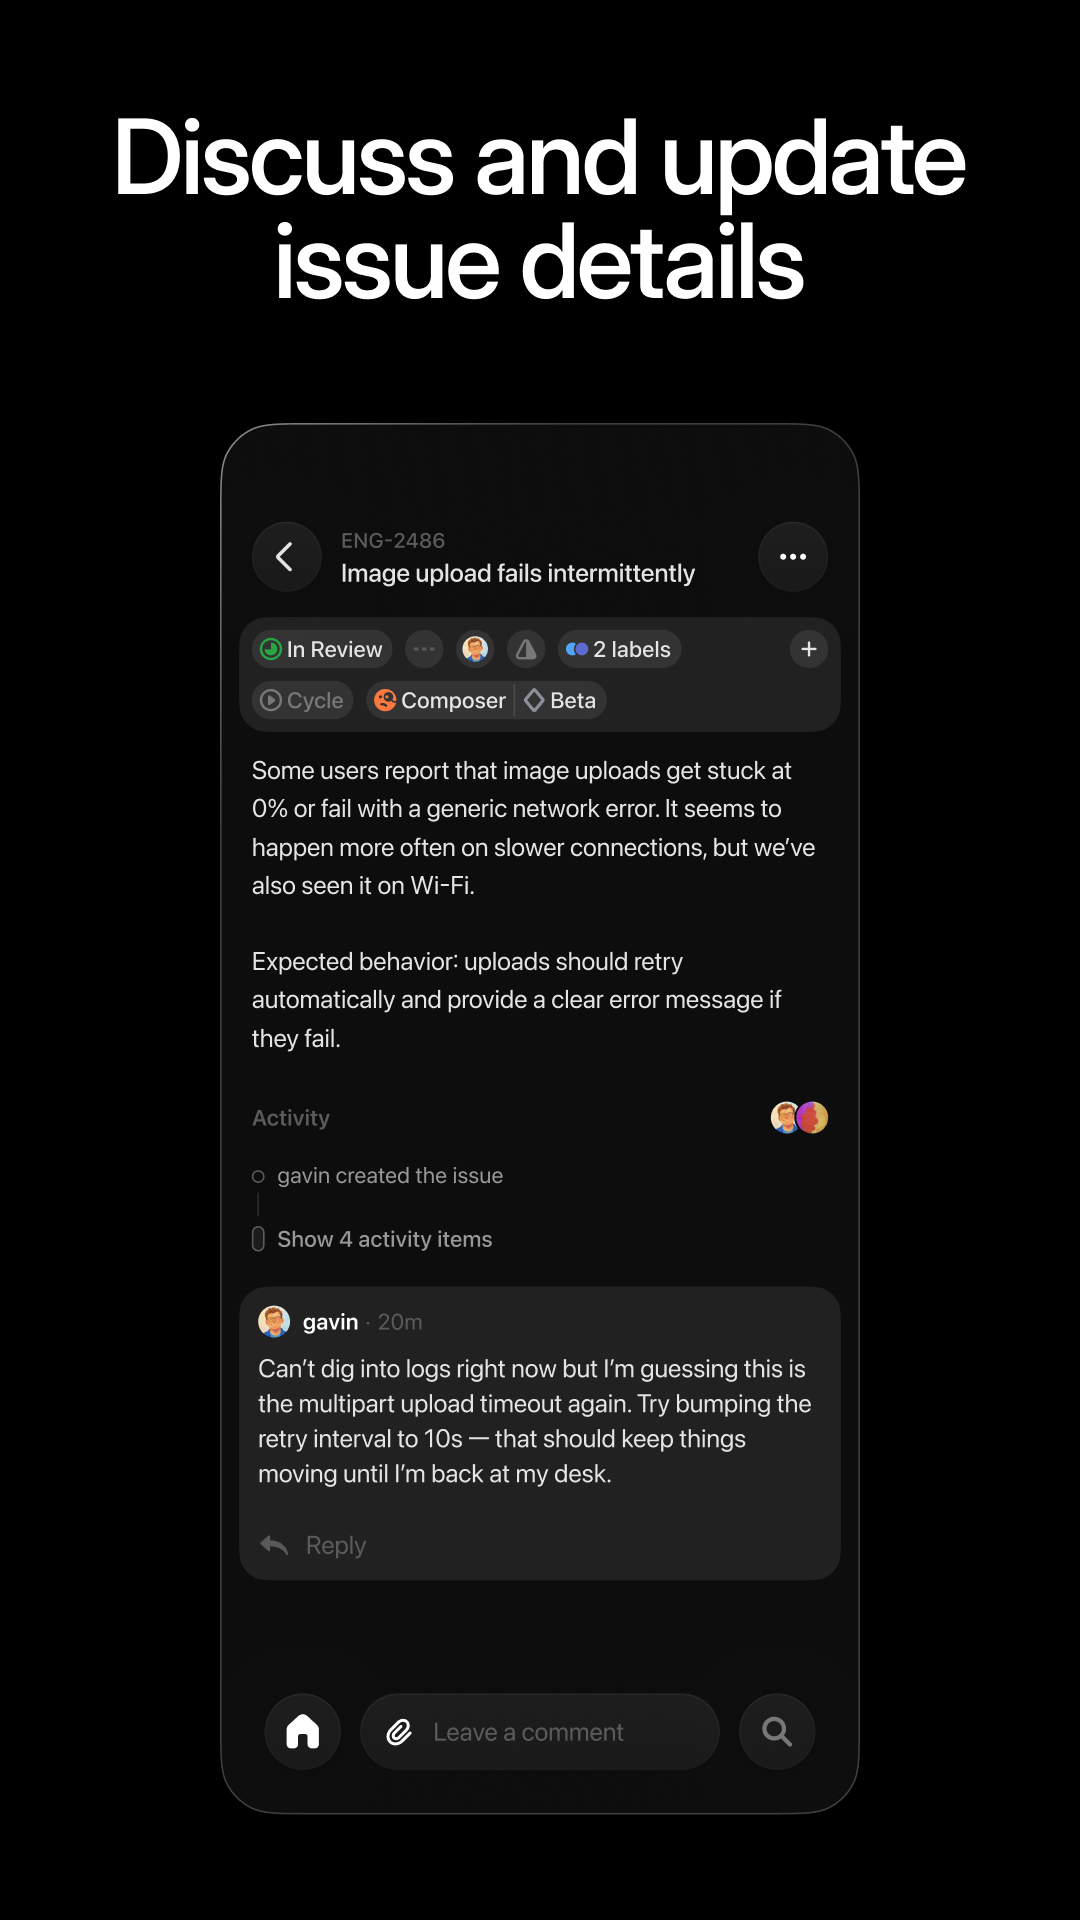 Discuss and update
issue details
ENG-2486
Image upload fails intermittently
In Review
2 labels
Cycle
Composer
Beta
Some users report that image uploads get stuck at
0% or fail with a generic network error. It seems to
happen more often on slower connections, but we’ve
also seen it on Wi-Fi.
Expected behavior: uploads should retry
automatically and provide a clear error message if
they fail.
Activity
gavin created the issue
Show 4 activity items
gavin · 20m
Can’t dig into logs right now but I’m guessing this is
the multipart upload timeout again. Try bumping the
retry interval to 10s — that should keep things
moving until I’m back at my desk.
Reply
Leave a comment